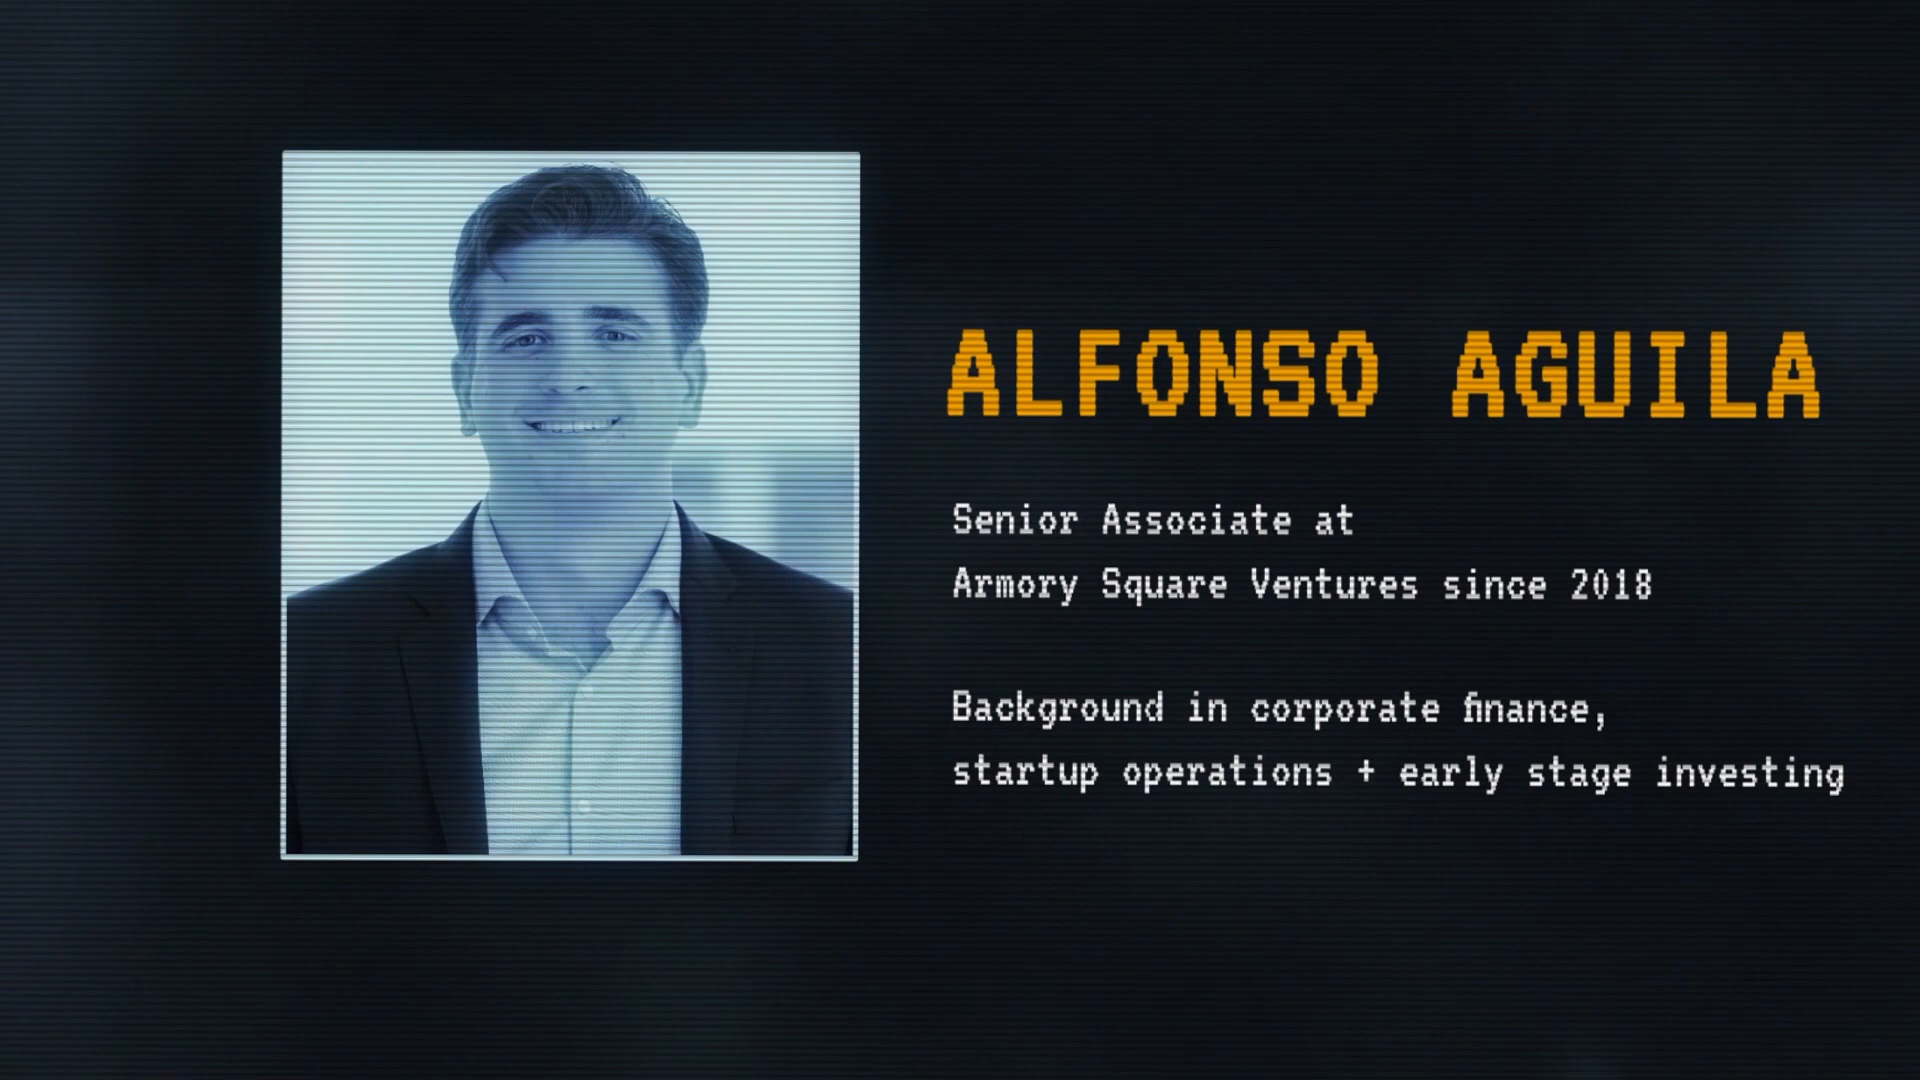 ALFONSO AGUILA
Senior Associate at
Armory Square Ventures since 2018
Background in corporate finance,
startup operations + early stage investing